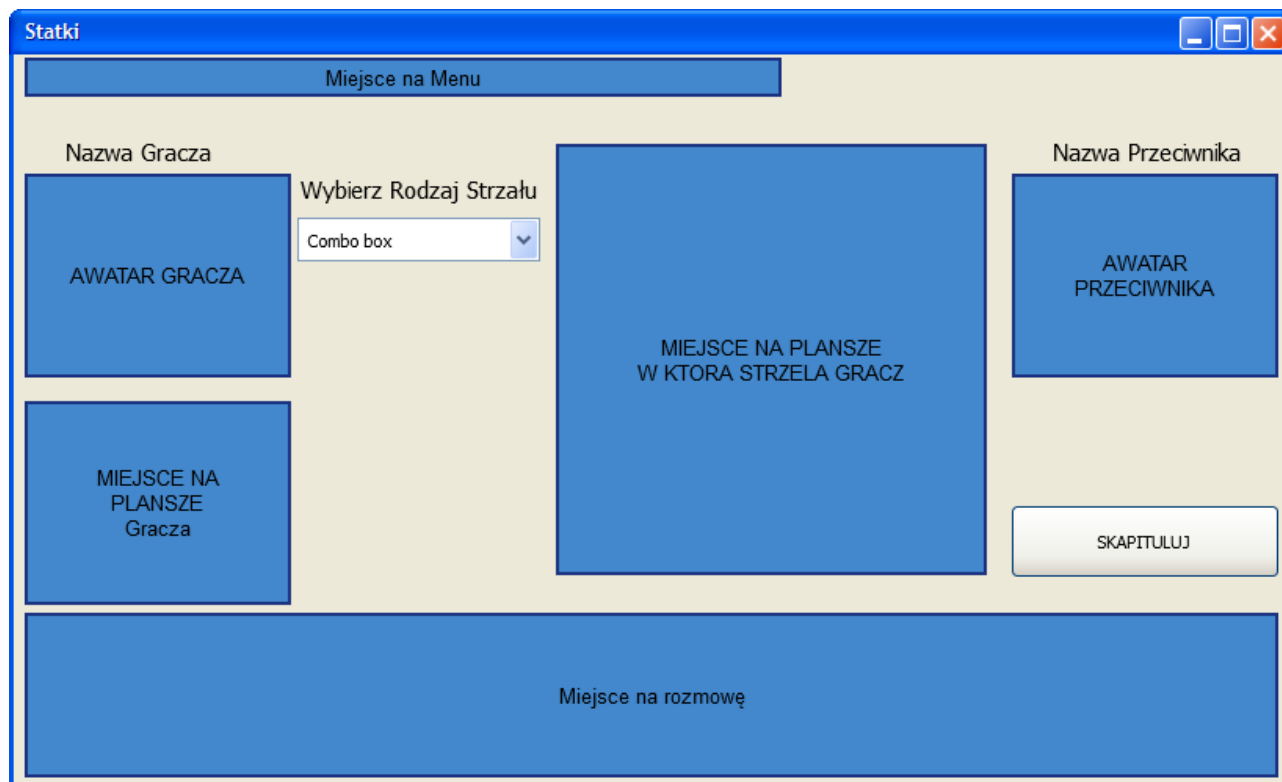 Statki
Miejsce na Menu
Nazwa Gracza
Nazwa Przeciwnika
Wybierz Rodzaj Strzału
Combo box
AWATAR GRACZA
AWATAR
PRZECIWNIKA
MIEJSCE NA PLANSZE
W KTORA STRZELA GRACZ
MIEJSCE NA
PLANSZE
Gracza
SKAPITULUJ
Miejsce na rozmowę